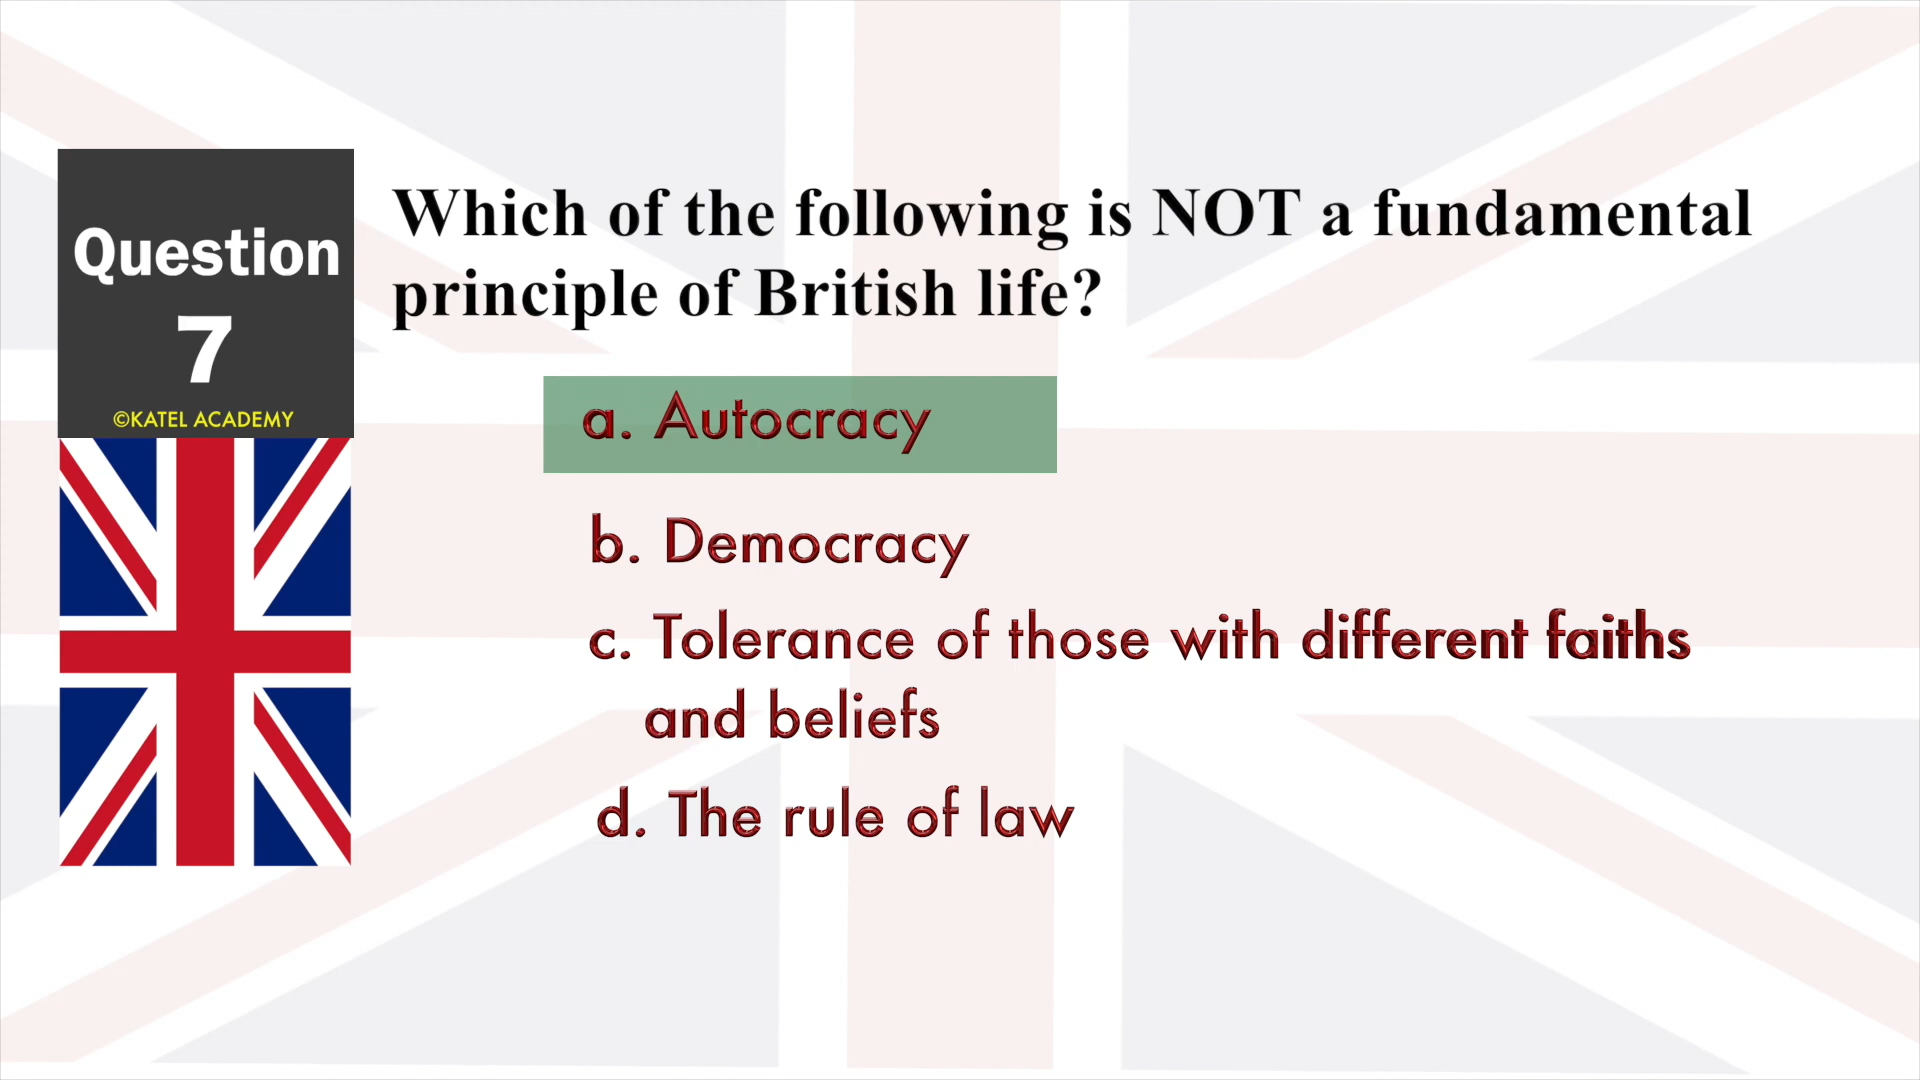 Question
7
©KATEL ACADEMY
Which of the following is NOT a fundamental
principle of British life?
a. Autocracy
b. Democracy
c. Tolerance of those with different faiths
and beliefs
d. The rule of law